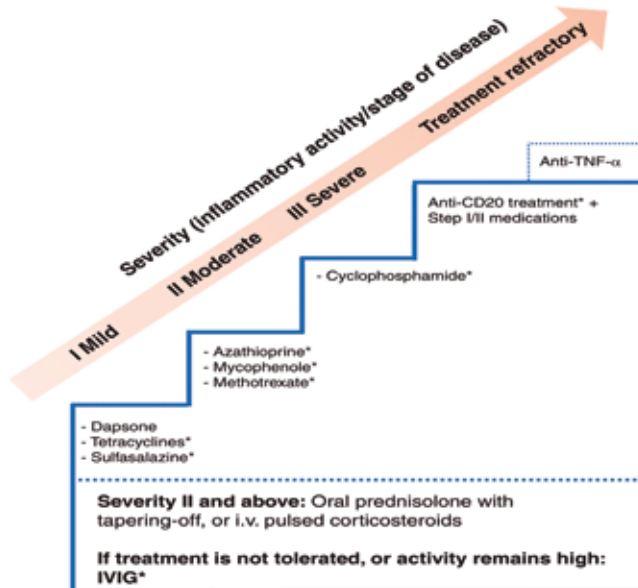 Severity (inflammatory activity/stage of disease)
I Mild
II Moderate
III Severe
Treatment refractory
Anti-TNF-α
Anti-CD20 treatment* +
Step I/II medications
- Cyclophosphamide*
- Azathioprine*
- Mycophenole*
- Methotrexate*
- Dapsone
- Tetracyclines*
- Sulfasalazine*
Severity II and above: Oral prednisolone with
tapering-off, or i.v. pulsed corticosteroids
If treatment is not tolerated, or activity remains high:
IVIG*